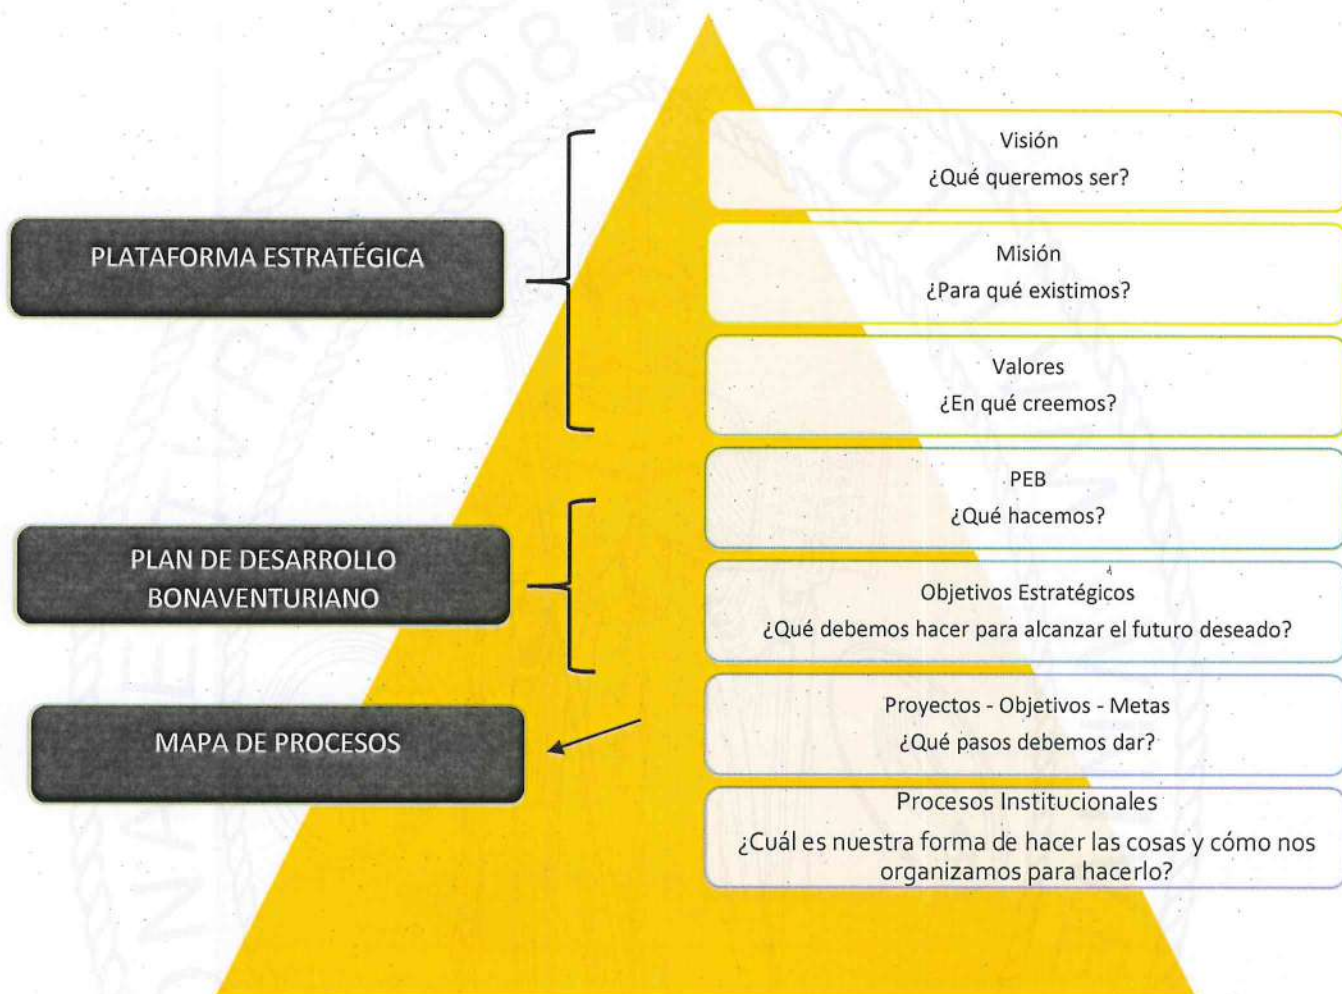 PLATAFORMA ESTRATÉGICA
PLAN DE DESARROLLO
BONAVENTURIANO
MAPA DE PROCESOS
Visión
¿Qué queremos ser?
Misión
¿Para qué existimos?
Valores
¿En qué creemos?
PEB
¿Qué hacemos?
Objetivos Estratégicos
¿Qué debemos hacer para alcanzar el futuro deseado?
Proyectos - Objetivos - Metas
¿Qué pasos debemos dar?
Procesos Institucionales
¿Cuál es nuestra forma de hacer las cosas y cómo nos
organizamos para hacerlo?
1708